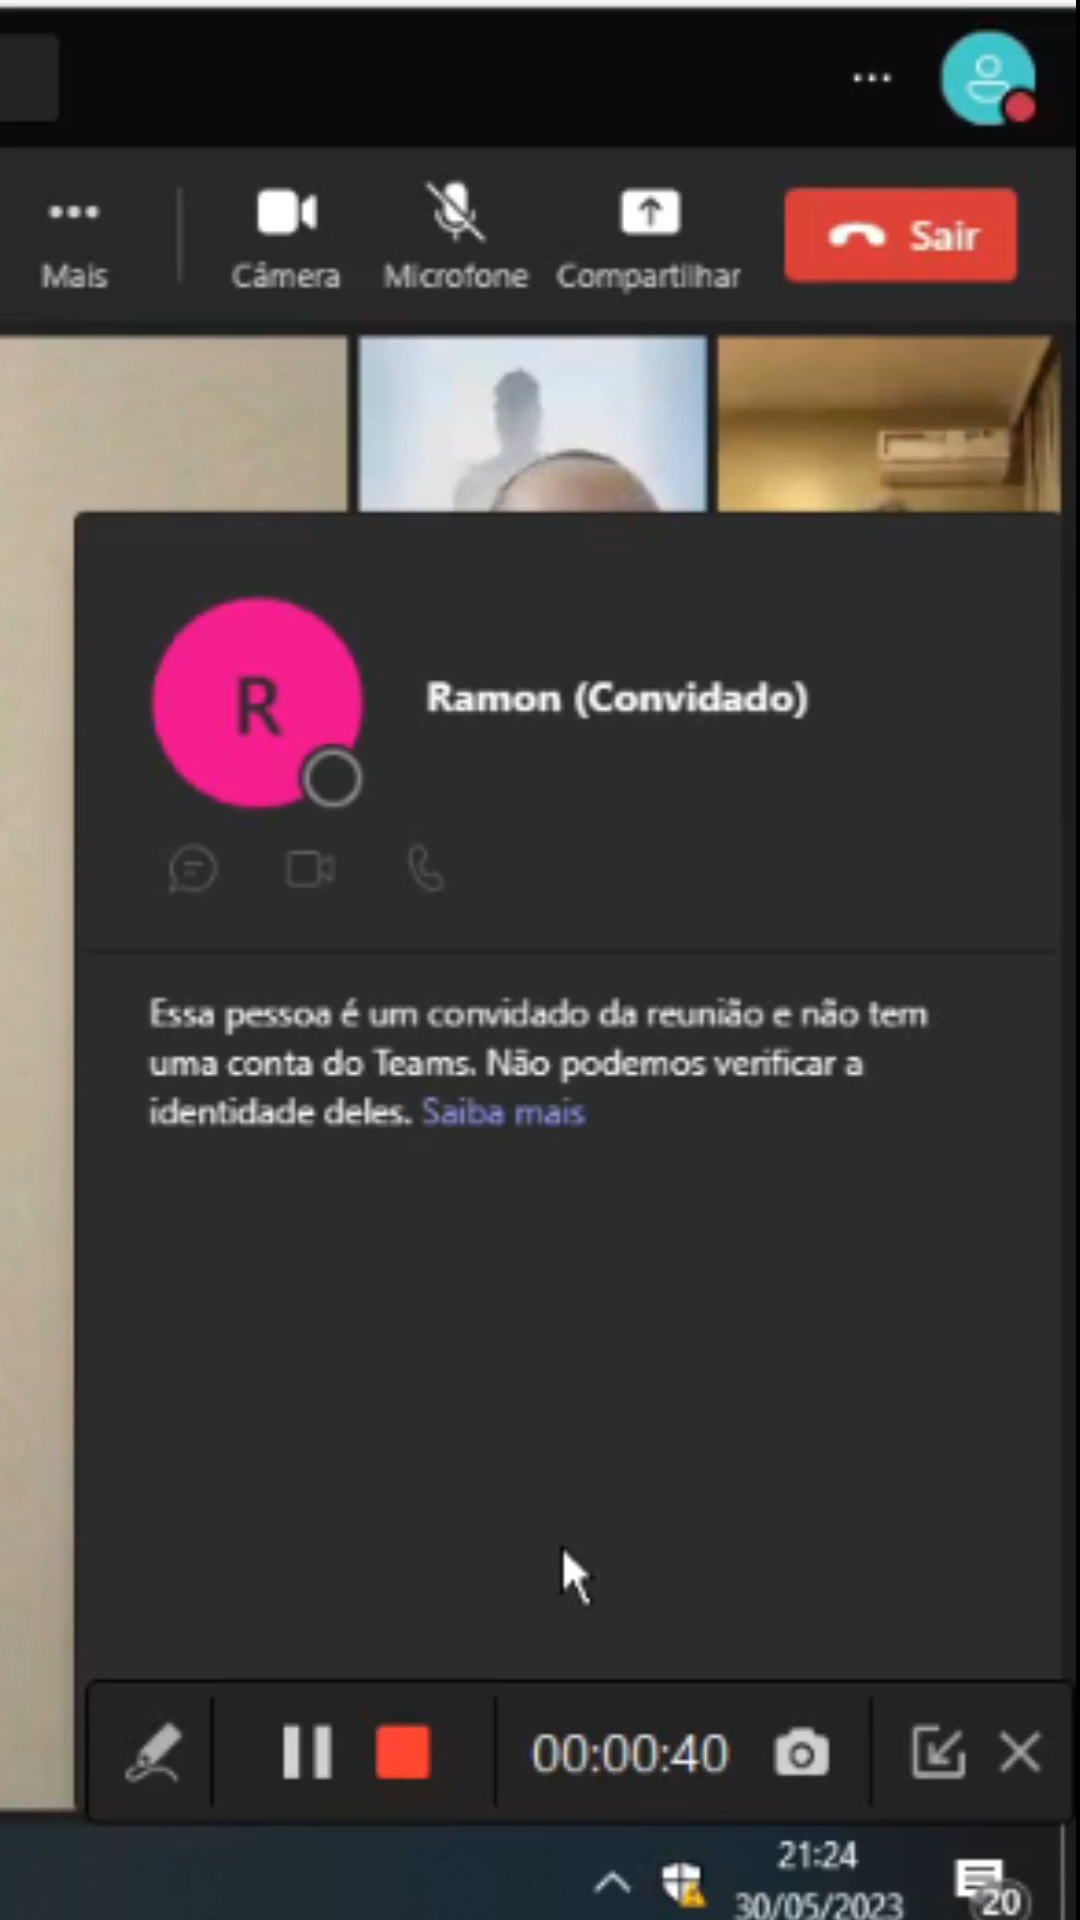 Mais
Câmera
Microfone
Compartilhar
Sair
R
Ramon (Convidado)
Essa pessoa é um convidado da reunião e não tem
uma conta do Teams. Não podemos verificar a
identidade deles. Saiba mais
00:00:40
21:24
30/05/2023
20